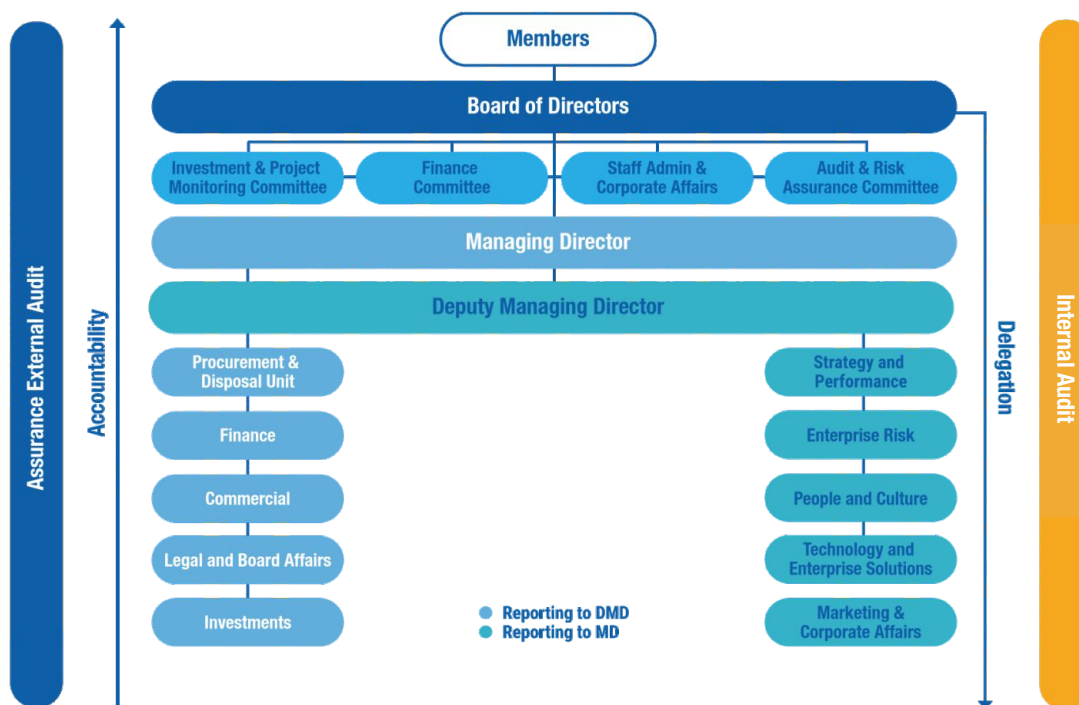 Members
Board of Directors
Investment & Project
Monitoring Committee
Finance
Committee
Staff Admin &
Corporate Affairs
Audit & Risk
Assurance Committee
Managing Director
Deputy Managing Director
Procurement &
Disposal Unit
Finance
Commercial
Legal and Board Affairs
Investments
Strategy and
Performance
Enterprise Risk
People and Culture
Technology and
Enterprise Solutions
Marketing &
Corporate Affairs
Reporting to DMD
Reporting to MD
Assurance External Audit
Accountability
Delegation
Internal Audit